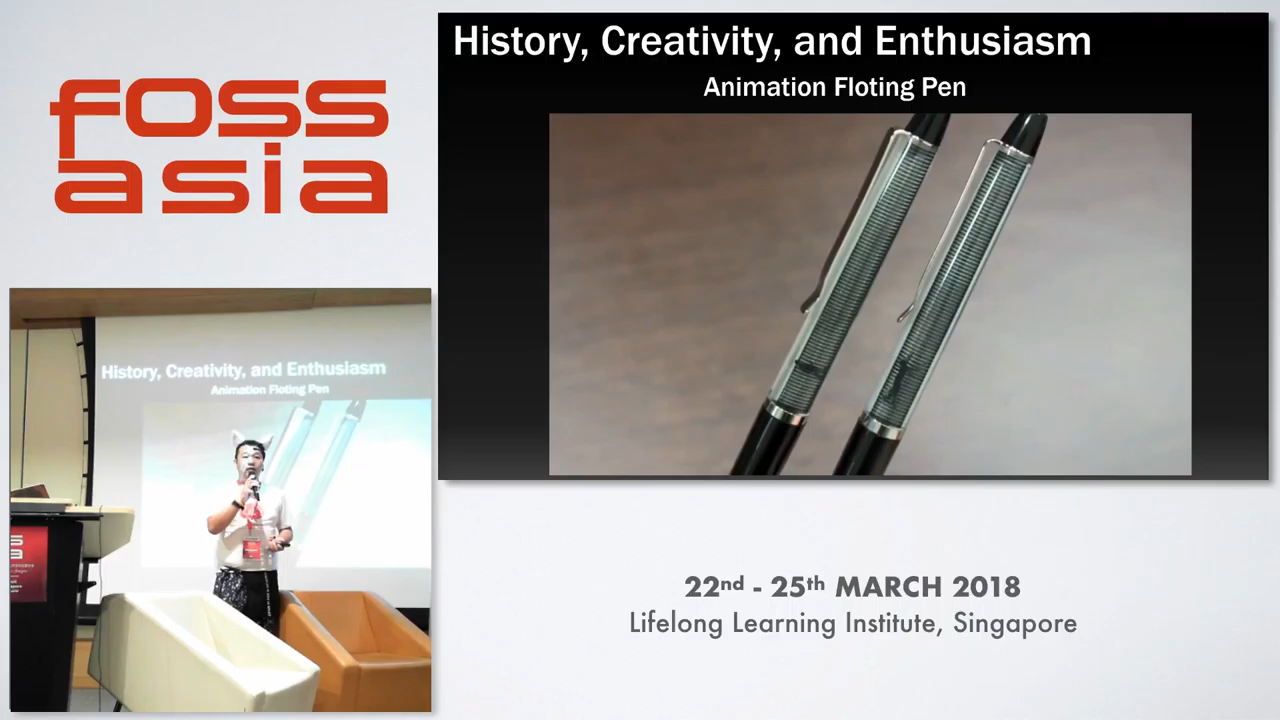 foss
asia
History, Creativity, and Enthusiasm
Animation Floting Pen
History, Creativity, and Enthusiasm
Animation Floting Pen
22nd - 25th MARCH 2018
Lifelong Learning Institute, Singapore